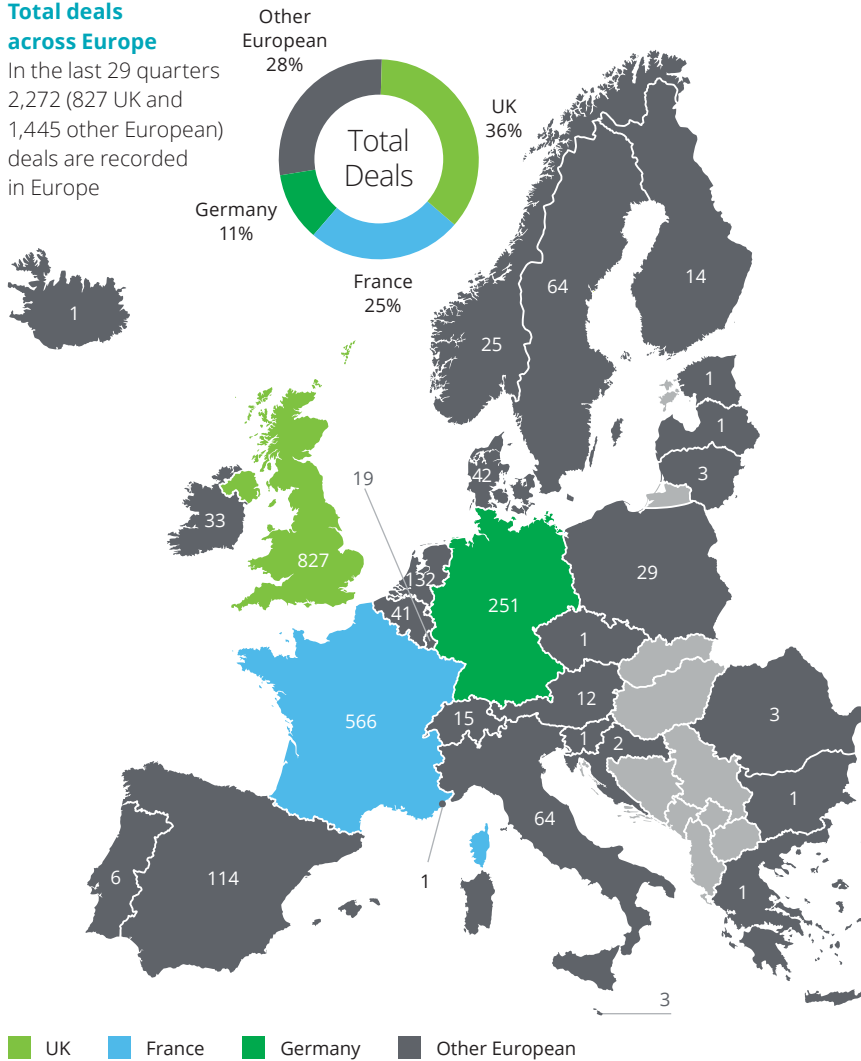 Total deals
across Europe
In the last 29 quarters
2,272 (827 UK and
1,445 other European)
deals are recorded
in Europe
Other
European
28%
UK
36%
Total
Deals
Germany
11%
France
25%
1
64
14
25
1
1
3
42
19
33
827
132
41
251
29
1
566
15
12
1
2
3
1
64
6
114
1
1
3
UK
France
Germany
Other European